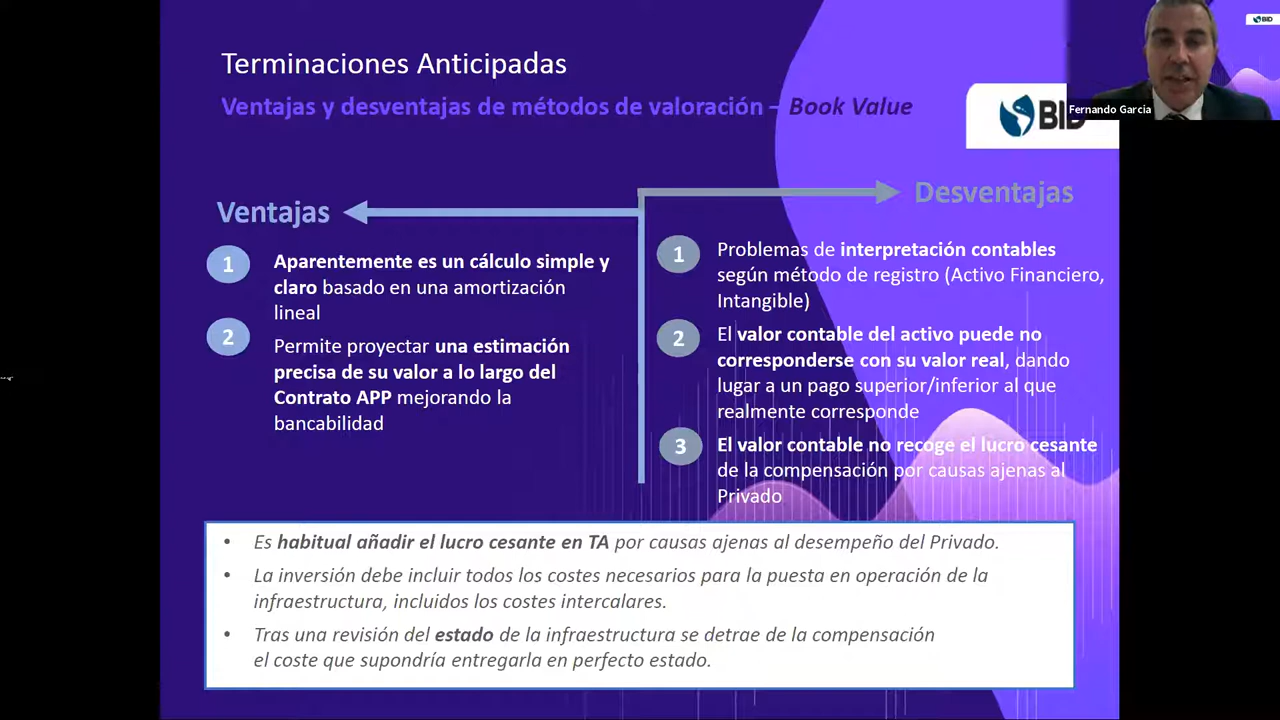 Terminaciones Anticipadas
Ventajas y desventajas de métodos de valoración – Book Value
BID
Fernando Garcia
BID
Ventajas
1
Aparentemente es un cálculo simple y
claro basado en una amortización
lineal
2
Permite proyectar una estimación
precisa de su valor a lo largo del
Contrato APP mejorando la
bancabilidad
Desventajas
1
Problemas de interpretación contables
según método de registro (Activo Financiero,
Intangible)
2
El valor contable del activo puede no
corresponderse con su valor real, dando
lugar a un pago superior/inferior al que
realmente corresponde
3
El valor contable no recoge el lucro cesante
de la compensación por causas ajenas al
Privado
• Es habitual añadir el lucro cesante en TA por causas ajenas al desempeño del Privado.
• La inversión debe incluir todos los costes necesarios para la puesta en operación de la
infraestructura, incluidos los costes intercalares.
• Tras una revisión del estado de la infraestructura se detrae de la compensación
el coste que supondría entregarla en perfecto estado.